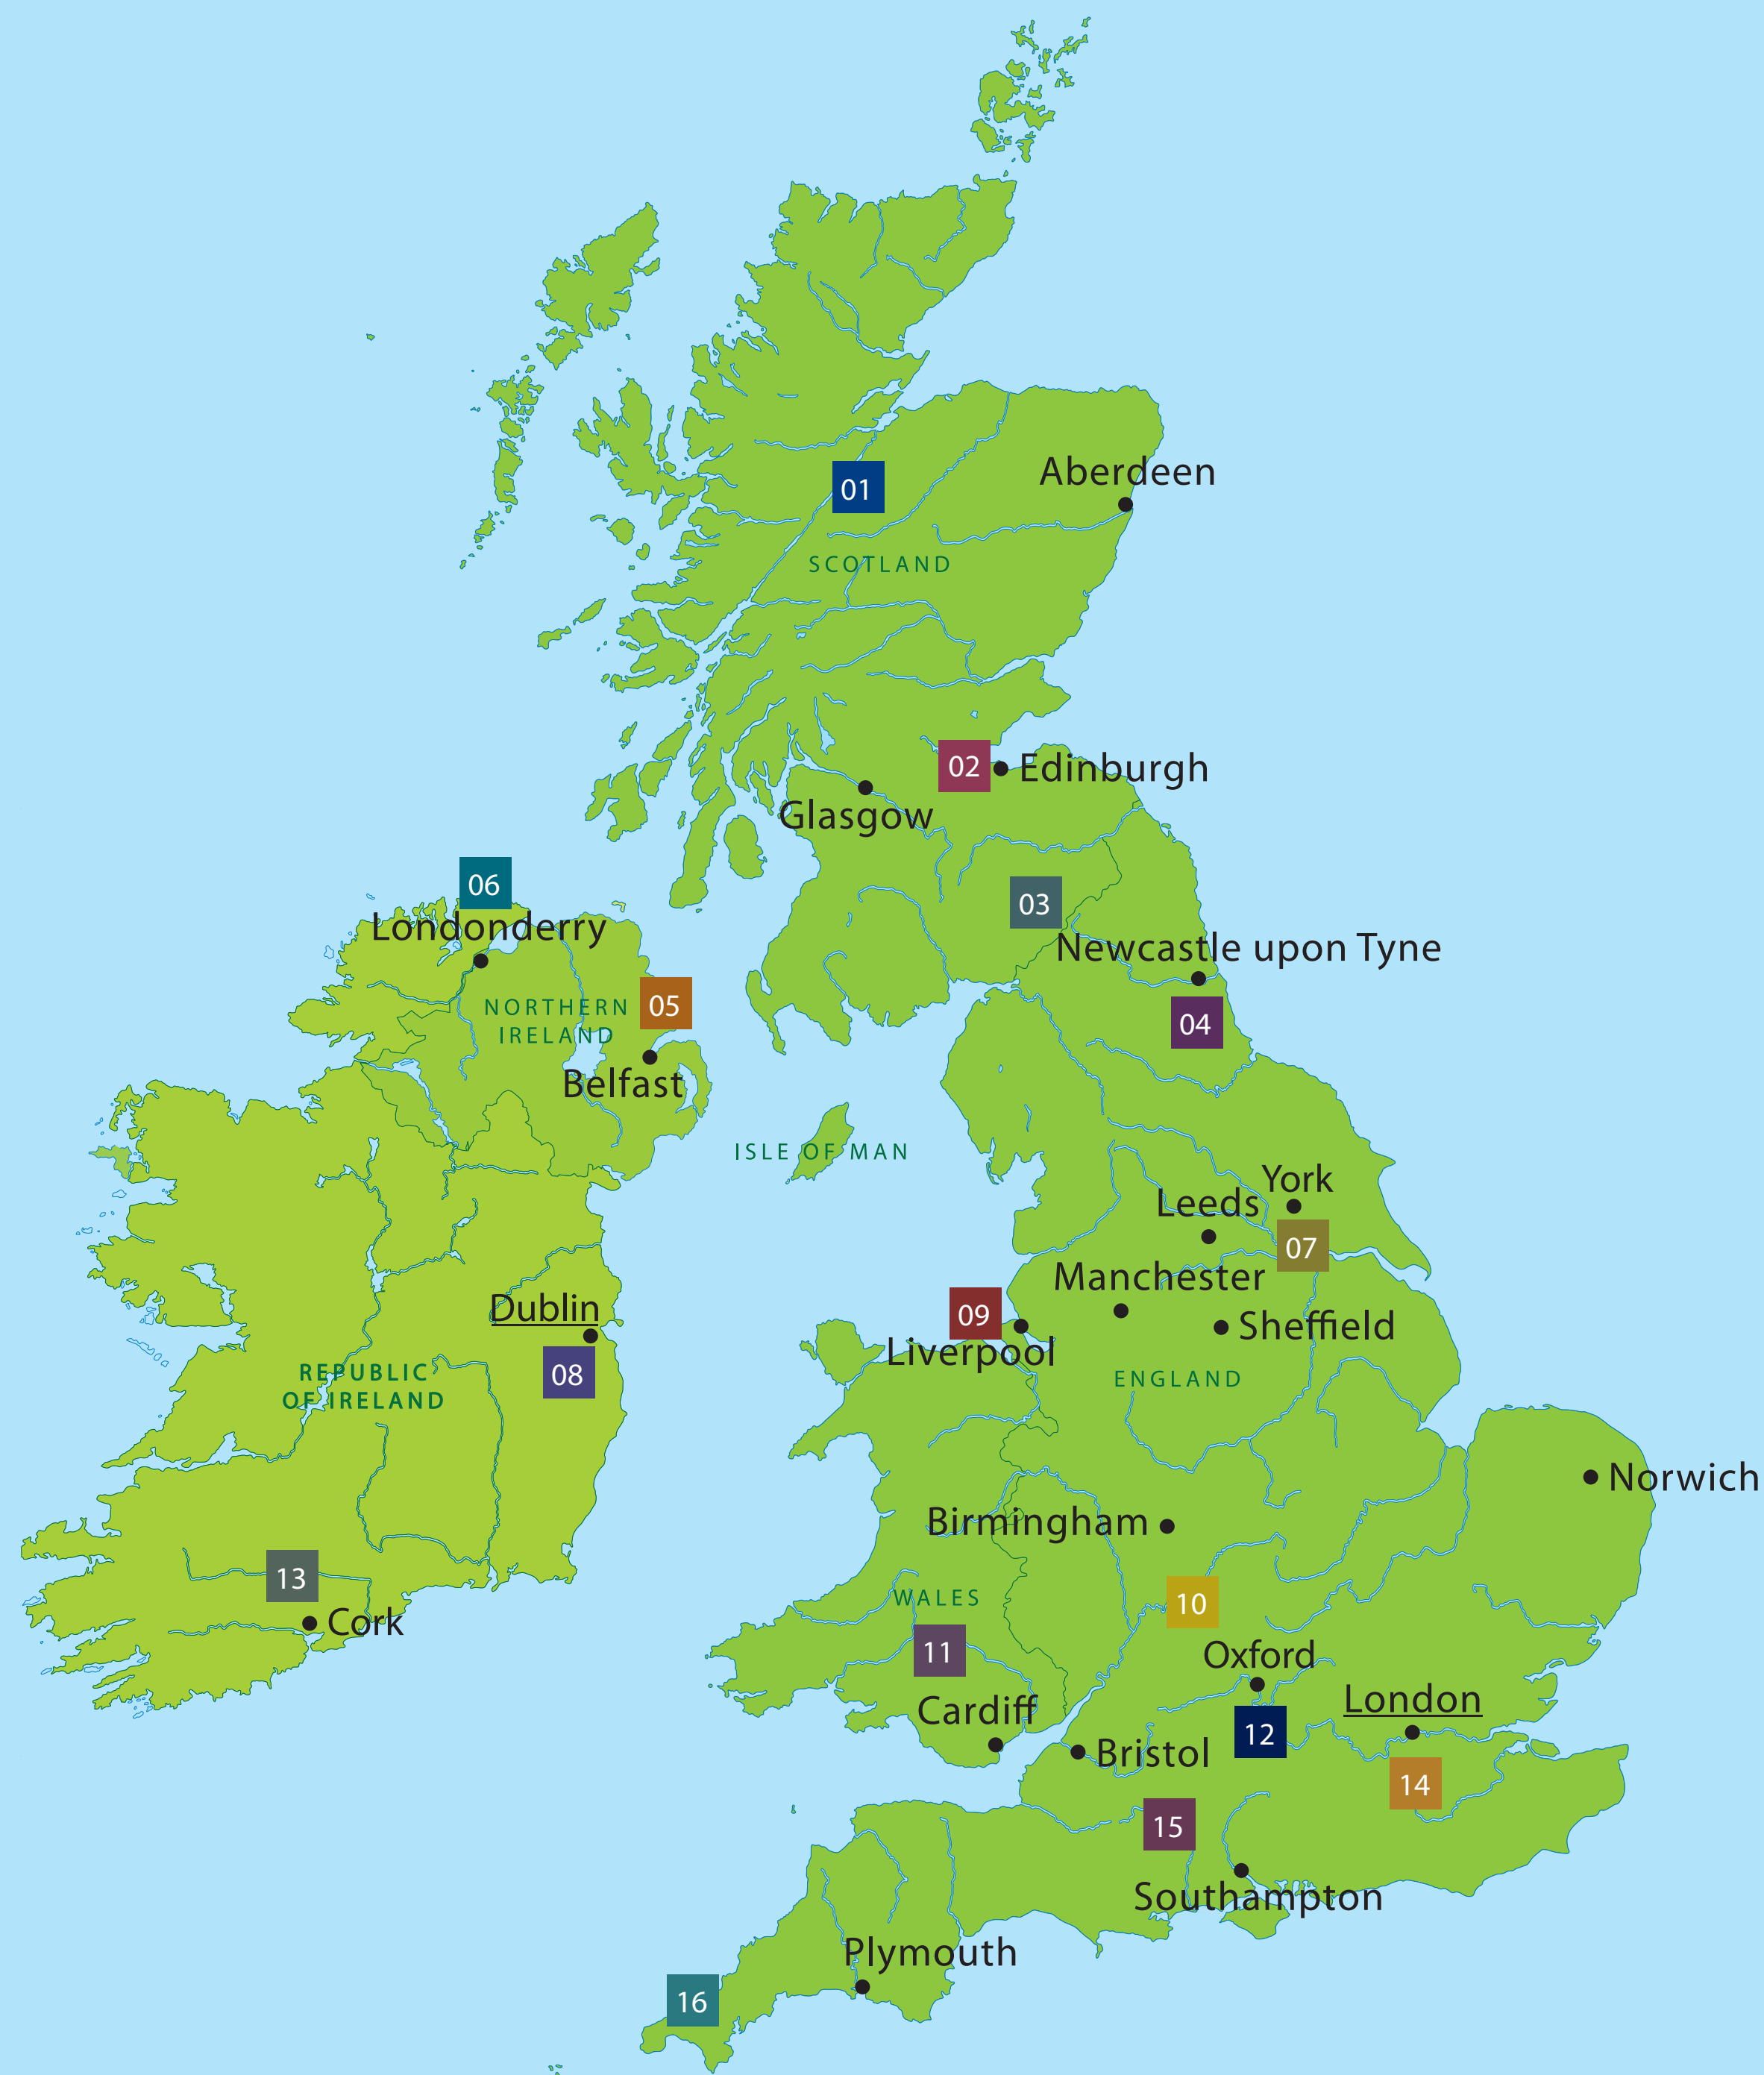 Aberdeen
01
SCOTLAND
02
Edinburgh
Glasgow
06
03
Londonderry
Newcastle upon Tyne
NORTHERN
IRELAND
05
04
Belfast
ISLE OF MAN
York
Leeds
07
Manchester
Dublin
09
Sheffield
Liverpool
08
REPUBLIC
OF IRELAND
ENGLAND
Norwich
Birmingham
13
WALES
10
Cork
11
Oxford
Cardiff
London
12
Bristol
14
15
Southampton
Plymouth
16